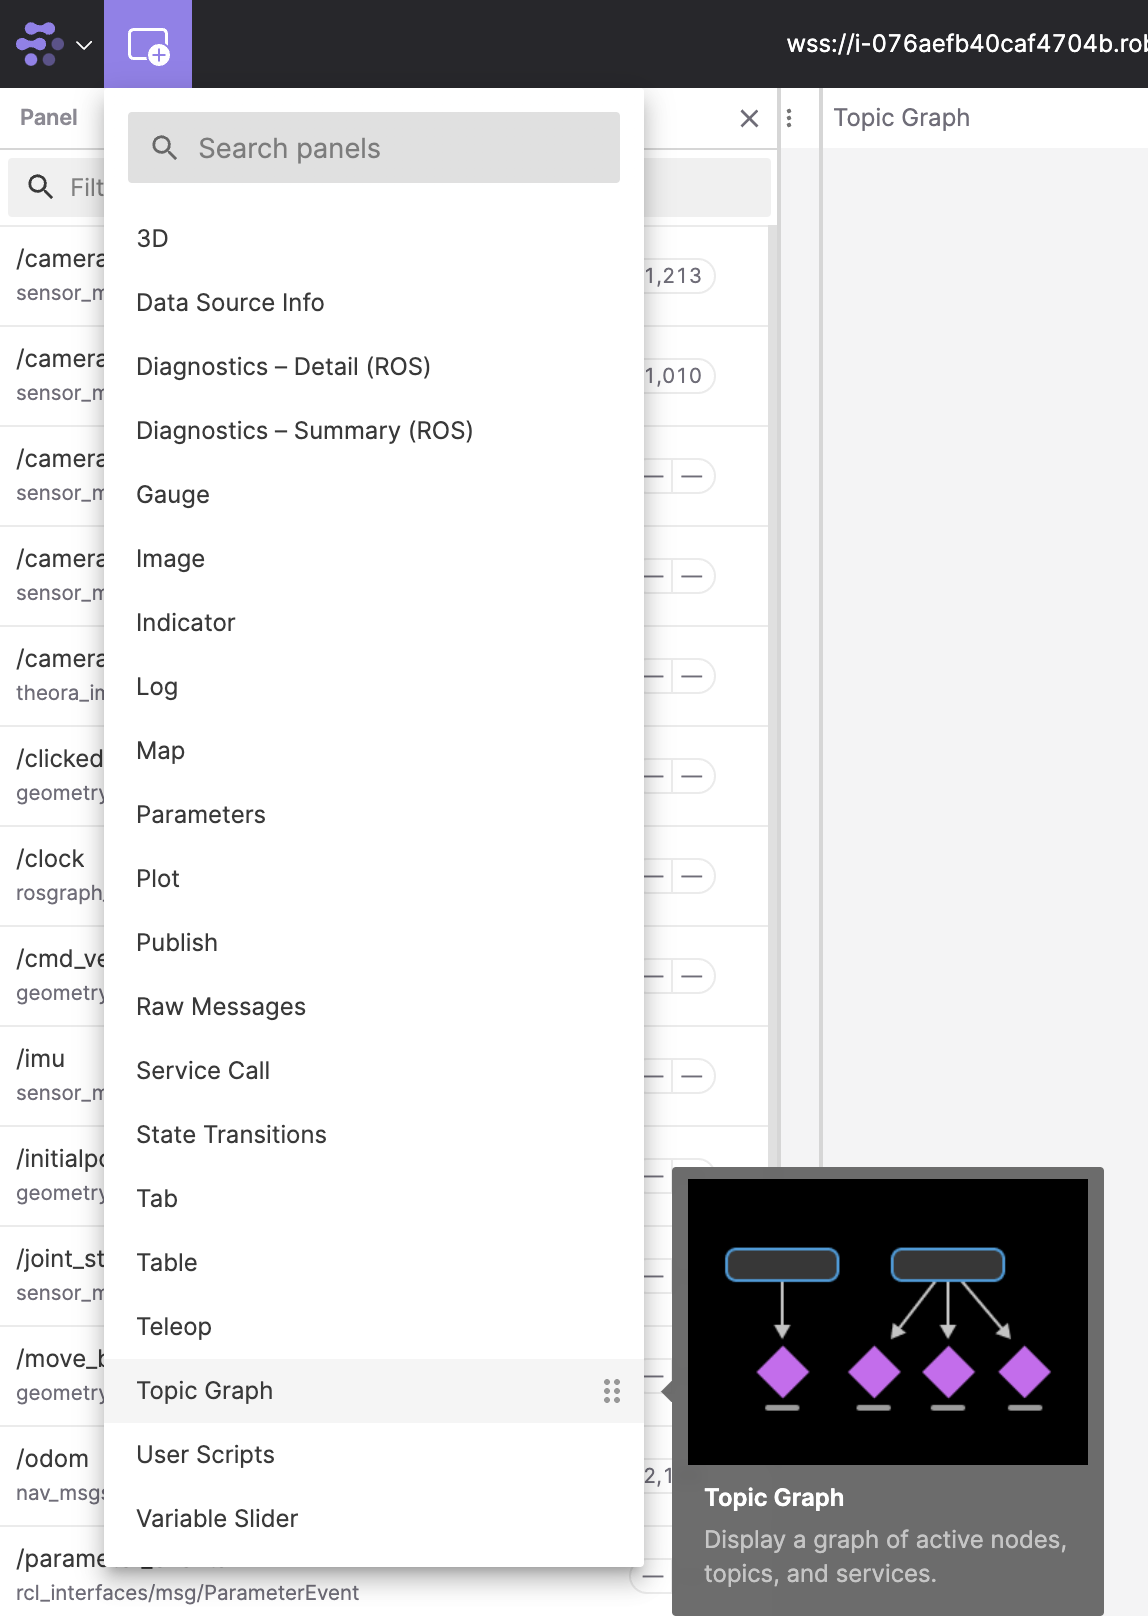 wss://i-076aefb40caf4704b.rob
Panel
Topic Graph
Search panels
Filt
3D
Data Source Info
Diagnostics – Detail (ROS)
Diagnostics – Summary (ROS)
Gauge
Image
Indicator
Log
Map
Parameters
Plot
Publish
Raw Messages
Service Call
State Transitions
Tab
Table
Teleop
Topic Graph
User Scripts
Variable Slider
/camera
sensor_m
1,213
/camera
sensor_m
1,010
/camera
sensor_m
— —
/camera
sensor_m
— —
/camera
theora_im
— —
/clicked
geometry
— —
/clock
rosgraph
— —
/cmd_ve
geometry
— —
/imu
sensor_m
— —
/initialpo
geometry
—
/joint_st
sensor_m
—
/move_b
geometry
—
/odom
nav_msgs
2,1
/parame
rcl_interfaces/msg/ParameterEvent
—
Topic Graph
Display a graph of active nodes,
topics, and services.